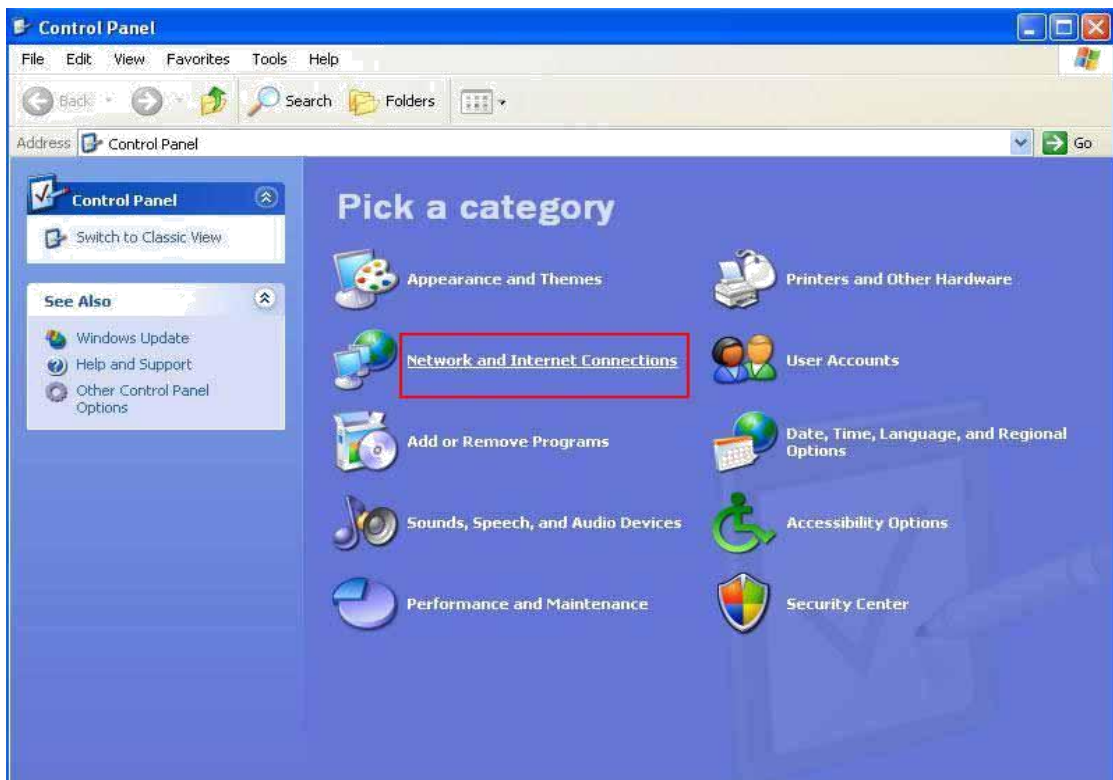 Control Panel
File Edit View Favorites Tools Help
Back Search Folders
Address Control Panel Go
Control Panel
Switch to Classic View
See Also
Windows Update
Help and Support
Other Control Panel
Options
Pick a category
Appearance and Themes
Printers and Other Hardware
Network and Internet Connections
User Accounts
Add or Remove Programs
Date, Time, Language, and Regional
Options
Sounds, Speech, and Audio Devices
Accessibility Options
Performance and Maintenance
Security Center